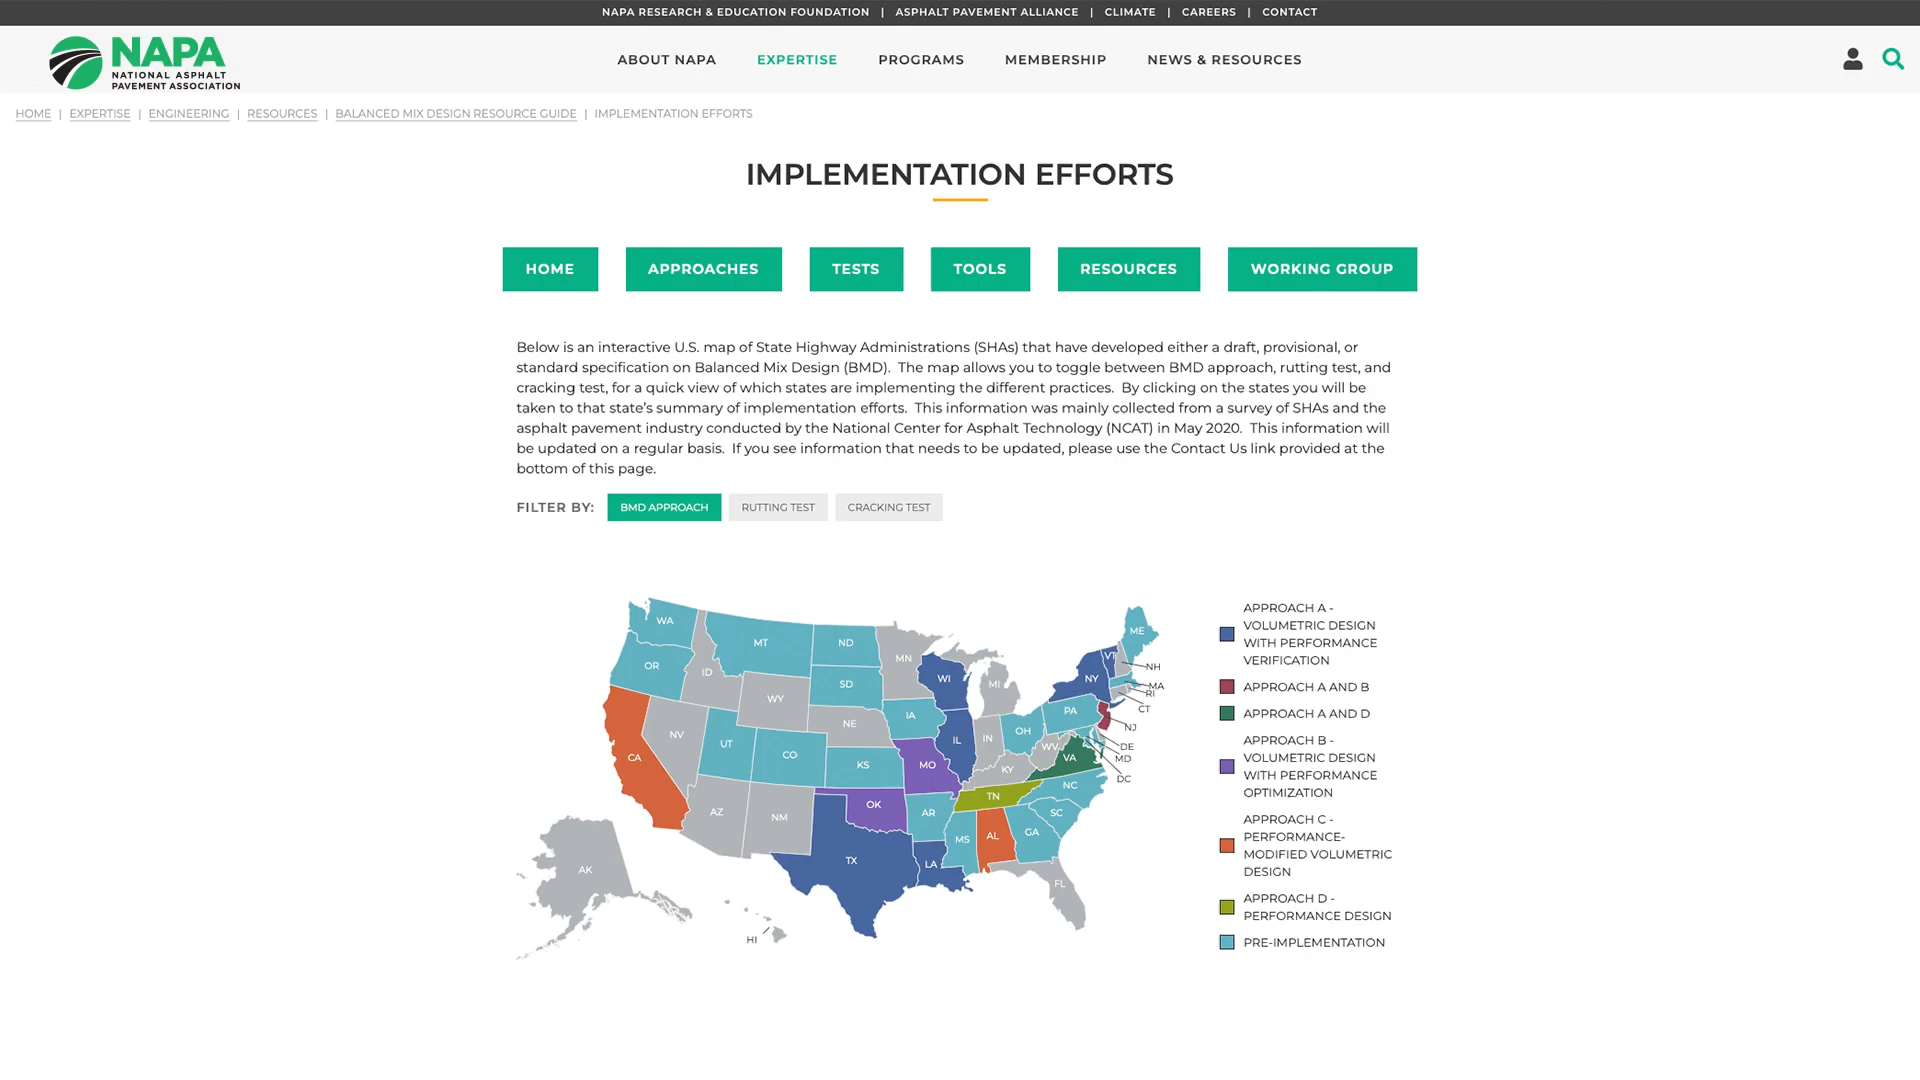 NAPA RESEARCH & EDUCATION FOUNDATION | ASPHALT PAVEMENT ALLIANCE | CLIMATE | CAREERS | CONTACT
NAPA
NATIONAL ASPHALT
PAVEMENT ASSOCIATION
ABOUT NAPA EXPERTISE PROGRAMS MEMBERSHIP NEWS & RESOURCES
HOME | EXPERTISE | ENGINEERING | RESOURCES | BALANCED MIX DESIGN RESOURCE GUIDE | IMPLEMENTATION EFFORTS
IMPLEMENTATION EFFORTS
HOME APPROACHES TESTS TOOLS RESOURCES WORKING GROUP
Below is an interactive U.S. map of State Highway Administrations (SHAs) that have developed either a draft, provisional, or
standard specification on Balanced Mix Design (BMD).  The map allows you to toggle between BMD approach, rutting test, and
cracking test, for a quick view of which states are implementing the different practices.  By clicking on the states you will be
taken to that state's summary of implementation efforts.  This information was mainly collected from a survey of SHAs and the
asphalt pavement industry conducted by the National Center for Asphalt Technology (NCAT) in May 2020.  This information will
be updated on a regular basis.  If you see information that needs to be updated, please use the Contact Us link provided at the
bottom of this page.
FILTER BY: BMD APPROACH RUTTING TEST CRACKING TEST
WA
MT
ND
ME
OR
ID
MN
VT
NH
WY
SD
WI
MI
NY
MA
RI
CT
NE
IA
PA
NJ
NV
UT
CO
IL
IN
OH
WV
DE
MD
DC
CA
KS
MO
KY
VA
AZ
NM
OK
AR
TN
NC
SC
MS
AL
GA
TX
LA
FL
AK
HI
APPROACH A -
VOLUMETRIC DESIGN
WITH PERFORMANCE
VERIFICATION
APPROACH A AND B
APPROACH A AND D
APPROACH B -
VOLUMETRIC DESIGN
WITH PERFORMANCE
OPTIMIZATION
APPROACH C -
PERFORMANCE-
MODIFIED VOLUMETRIC
DESIGN
APPROACH D -
PERFORMANCE DESIGN
PRE-IMPLEMENTATION